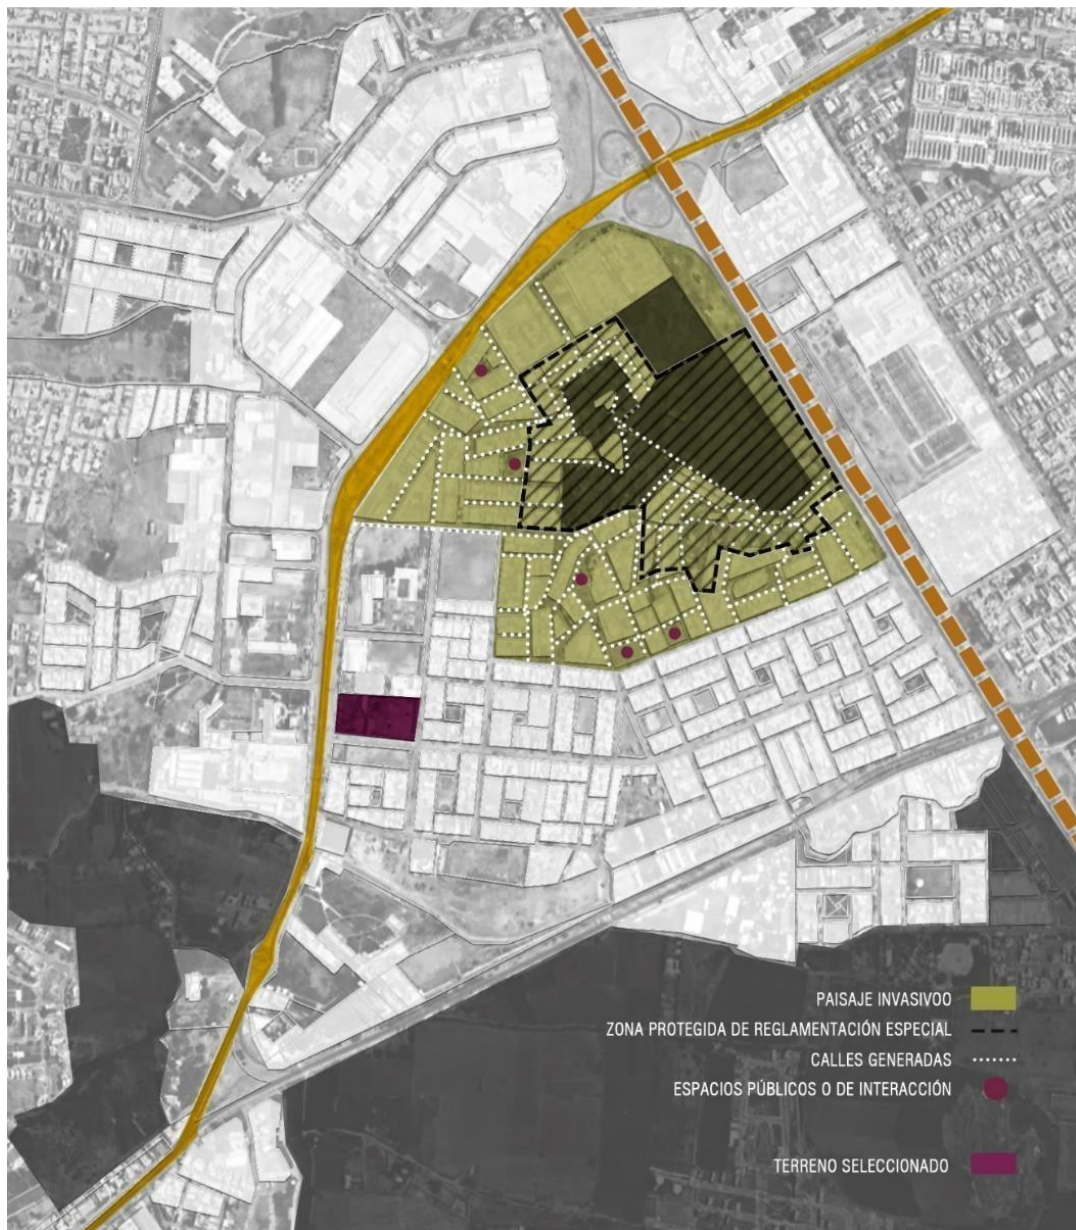 PAISAJE INVASIVOO
ZONA PROTEGIDA DE REGLAMENTACIÓN ESPECIAL
CALLES GENERADAS
ESPACIOS PÚBLICOS O DE INTERACCIÓN
TERRENO SELECCIONADO